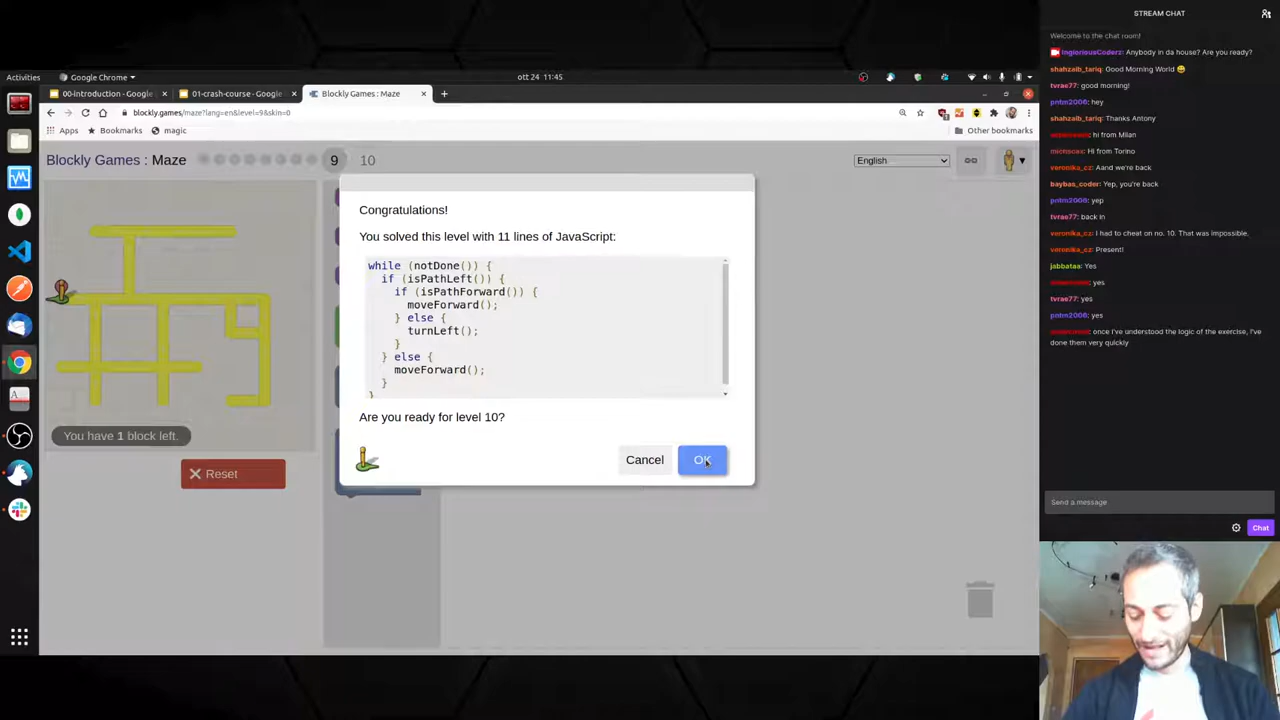 STREAM CHAT
Welcome to the chat room!
IngloriousCoderz: Anybody in da house? Are you ready?
shahzaib_tariq: Good Morning World 😅
tvrae77: good morning!
pntm2006: hey
shahzaib_tariq: Thanks Antony
hi from Milan
Hi from Torino
veronika_cz: Aand we're back
baybas_coder: Yep, you're back
pntm2006: yep
tvrae77: back in
veronika_cz: I had to cheat on no. 10. That was impossible.
veronika_cz: Present!
jabbataa: Yes
yes
tvrae77: yes
pntm2006: yes
once I've understood the logic of the exercise, I've
done them very quickly
Send a message
Chat
Activities
Google Chrome
ott 24 11:45
00-introduction - Google
01-crash-course - Google
Blockly Games : Maze
blockly.games/maze?lang=en&level=9&skin=0
Apps
Bookmarks
magic
Other bookmarks
Blockly Games : Maze
9
10
English
Congratulations!
You solved this level with 11 lines of JavaScript:
while (notDone()) {
if (isPathLeft()) {
if (isPathForward()) {
moveForward();
} else {
turnLeft();
}
} else {
moveForward();
}
}
Are you ready for level 10?
Cancel
OK
You have 1 block left.
Reset